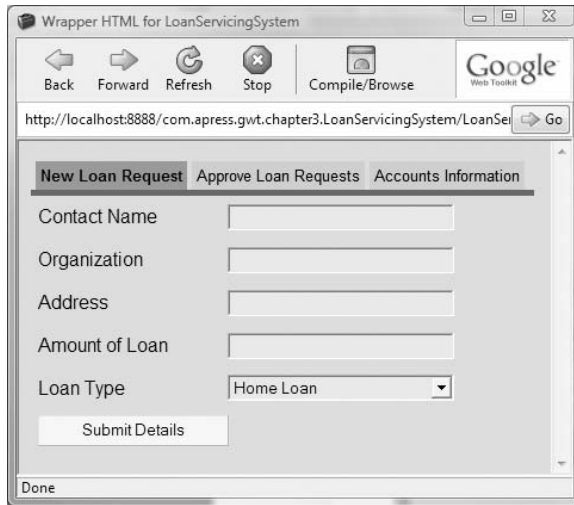 Wrapper HTML for LoanServicingSystem
Back Forward Refresh Stop Compile/Browse
Google
Web Toolkit
http://localhost:8888/com.apress.gwt.chapter3.LoanServicingSystem/LoanSer Go
New Loan Request Approve Loan Requests Accounts Information
Contact Name
Organization
Address
Amount of Loan
Loan Type Home Loan
Submit Details
Done